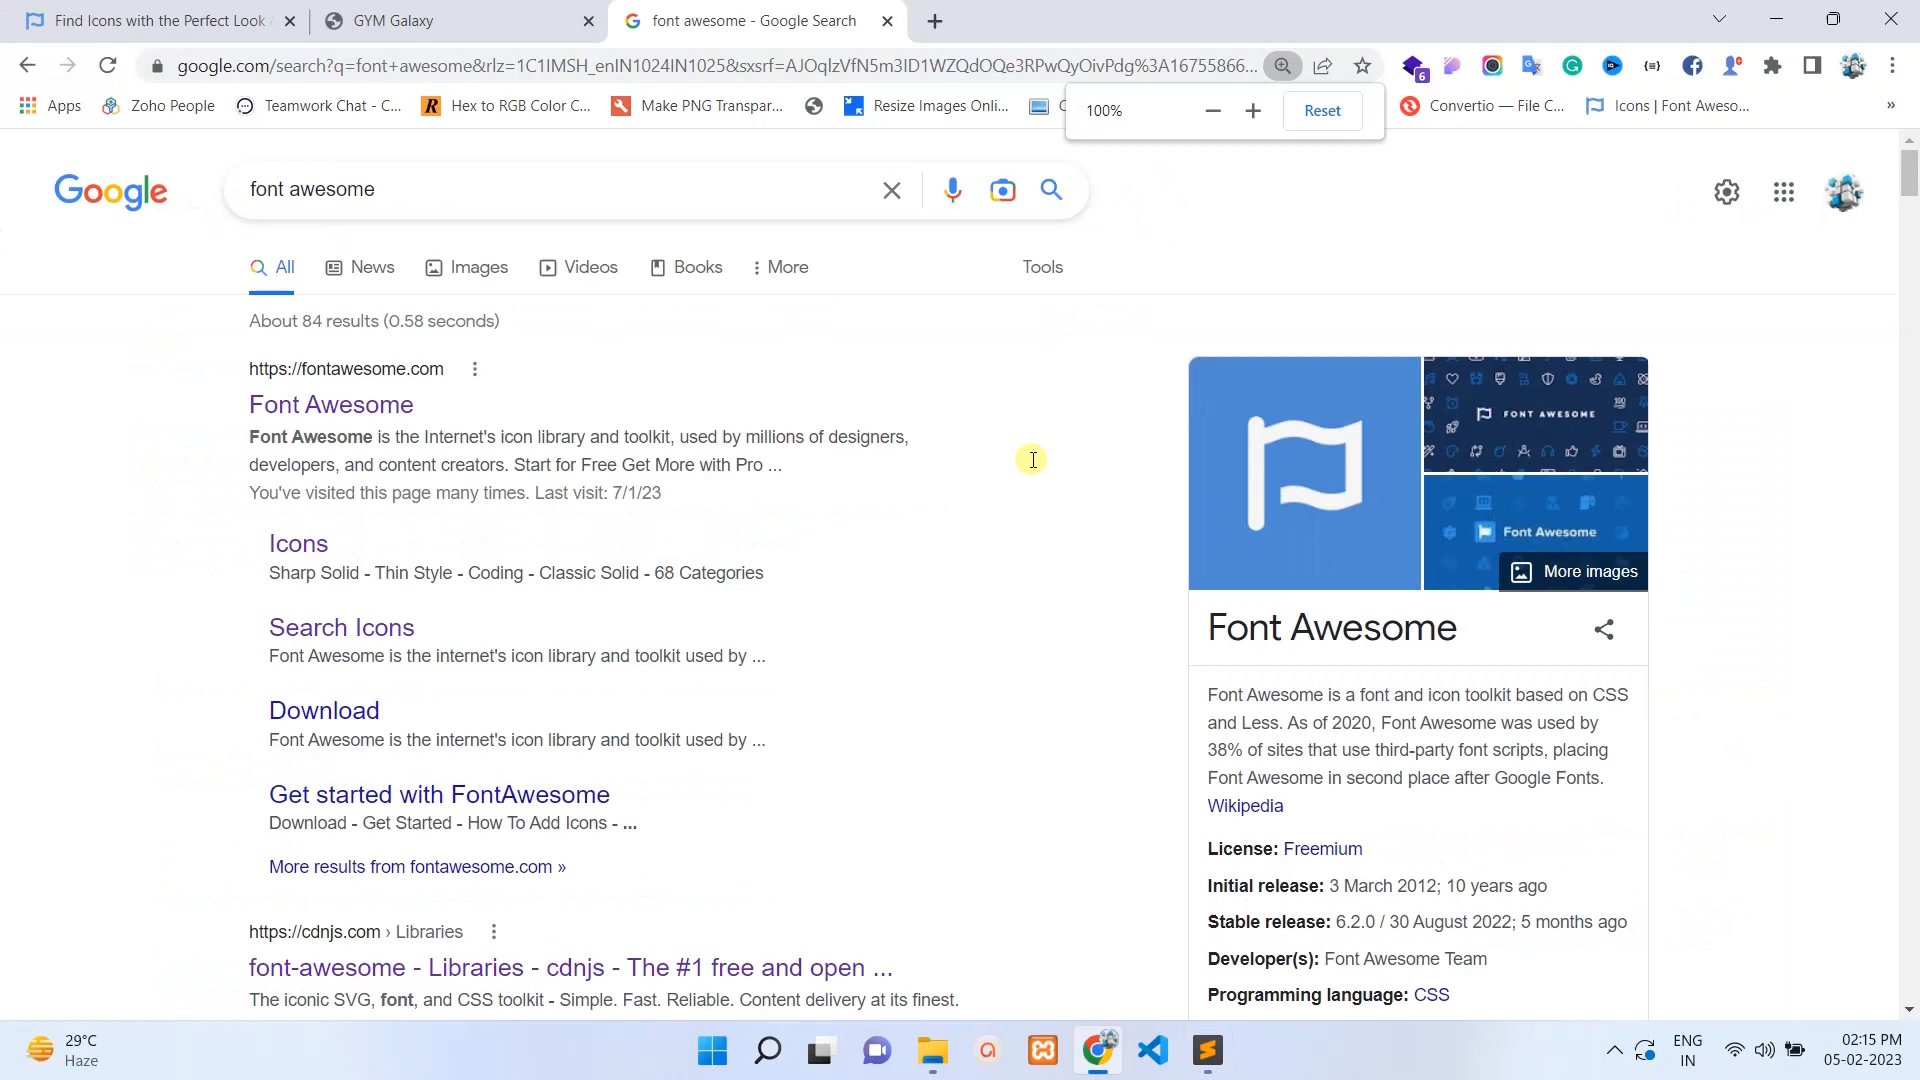 Find Icons with the Perfect Look
GYM Galaxy
font awesome - Google Search
google.com/search?q=font+awesome&rlz=1C1IMSH_enIN1024IN1025&sxsrf=AJOqlzVfN5m3ID1WZQdOQe3RPwQyOivPdg%3A16755866...
6
Apps
Zoho People
Teamwork Chat - C...
Hex to RGB Color C...
Make PNG Transpar...
Resize Images Onli...
Convertio — File C...
Icons | Font Aweso...
»
100%
Reset
Google
font awesome
All
News
Images
Videos
Books
More
Tools
About 84 results (0.58 seconds)
https://fontawesome.com
Font Awesome
Font Awesome is the Internet's icon library and toolkit, used by millions of designers,
developers, and content creators. Start for Free Get More with Pro ...
You've visited this page many times. Last visit: 7/1/23
Icons
Sharp Solid - Thin Style - Coding - Classic Solid - 68 Categories
Search Icons
Font Awesome is the internet's icon library and toolkit used by ...
Download
Font Awesome is the internet's icon library and toolkit used by ...
Get started with FontAwesome
Download - Get Started - How To Add Icons - ...
More results from fontawesome.com »
https://cdnjs.com › Libraries
font-awesome - Libraries - cdnjs - The #1 free and open ...
The iconic SVG, font, and CSS toolkit - Simple. Fast. Reliable. Content delivery at its finest.
FONT AWESOME
Font Awesome
More images
Font Awesome
Font Awesome is a font and icon toolkit based on CSS
and Less. As of 2020, Font Awesome was used by
38% of sites that use third-party font scripts, placing
Font Awesome in second place after Google Fonts.
Wikipedia
License: Freemium
Initial release: 3 March 2012; 10 years ago
Stable release: 6.2.0 / 30 August 2022; 5 months ago
Developer(s): Font Awesome Team
Programming language: CSS
29°C
Haze
ENG
IN
02:15 PM
05-02-2023